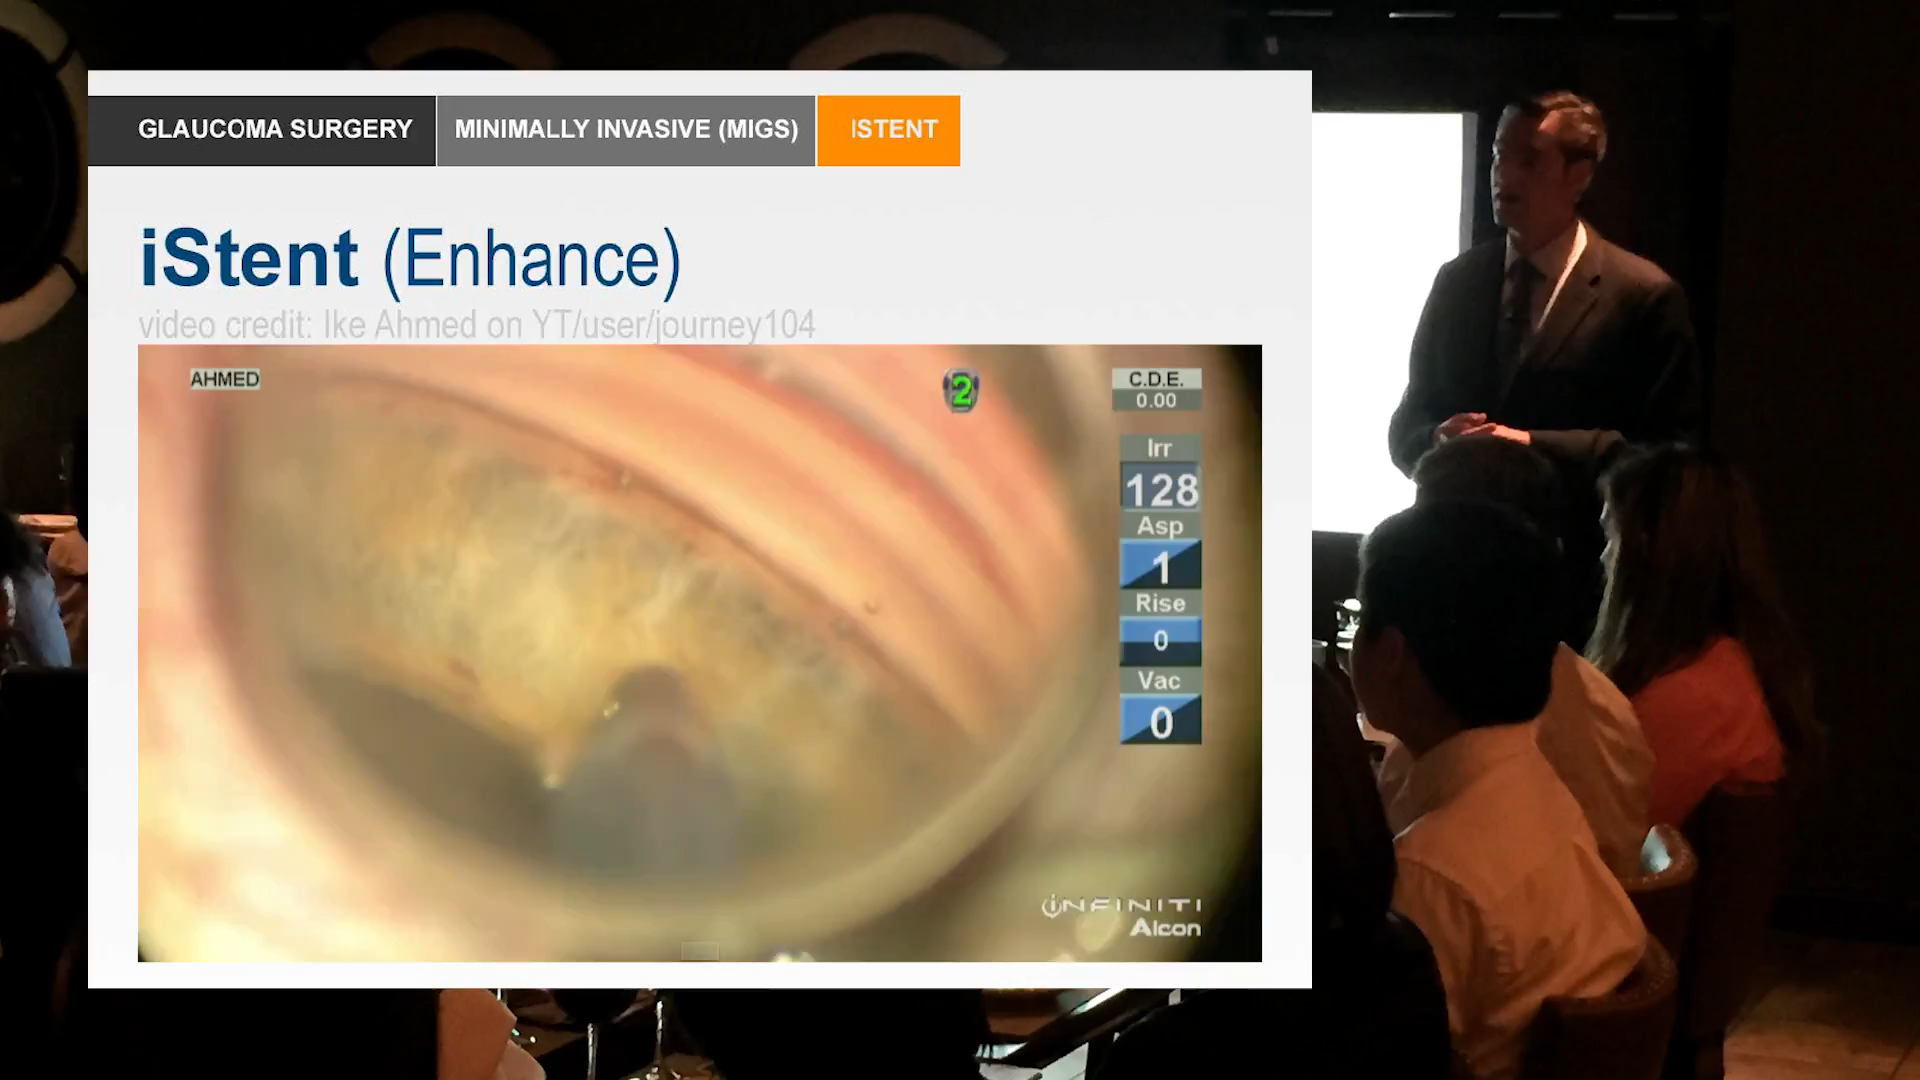 GLAUCOMA SURGERY
MINIMALLY INVASIVE (MIGS)
ISTENT
iStent (Enhance)
video credit: Ike Ahmed on YT/user/journey104
AHMED
2
C.D.E.
0.00
Irr
128
Asp
1
Rise
0
Vac
0
INFINITI
Alcon